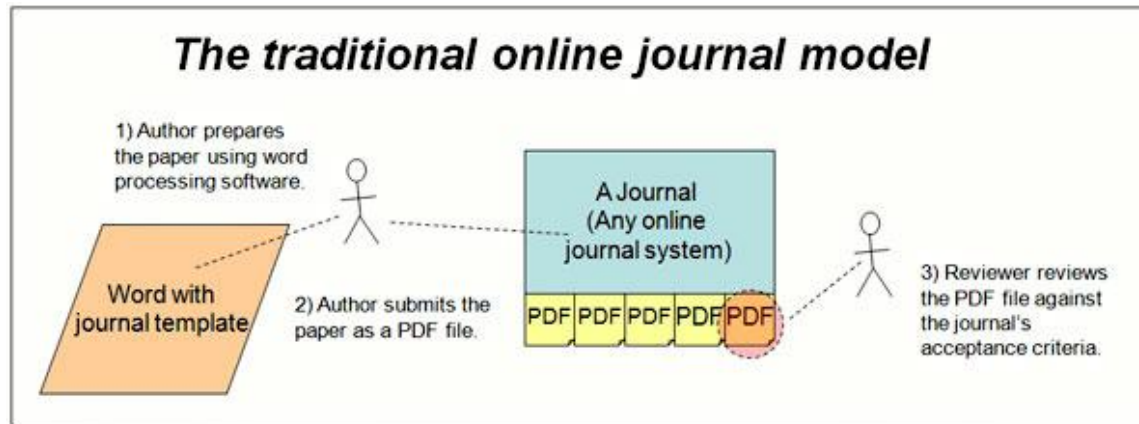 The traditional online journal model
1) Author prepares
the paper using word
processing software.
Word with
journal template
2) Author submits the
paper as a PDF file.
A Journal
(Any online
journal system)
PDF PDF PDF PDF PDF
3) Reviewer reviews
the PDF file against
the journal's
acceptance criteria.